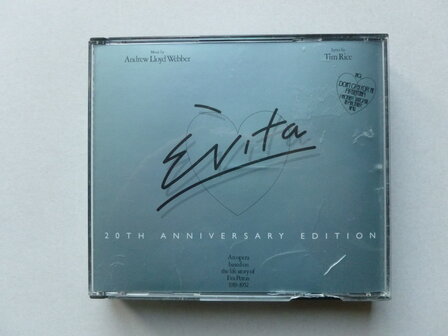 Music by
Andrew Lloyd Webber
Lyrics by
Tim Rice
Evita
20TH ANNIVERSARY EDITION
An opera
based on
the life story of
Eva Peron
1919-1952